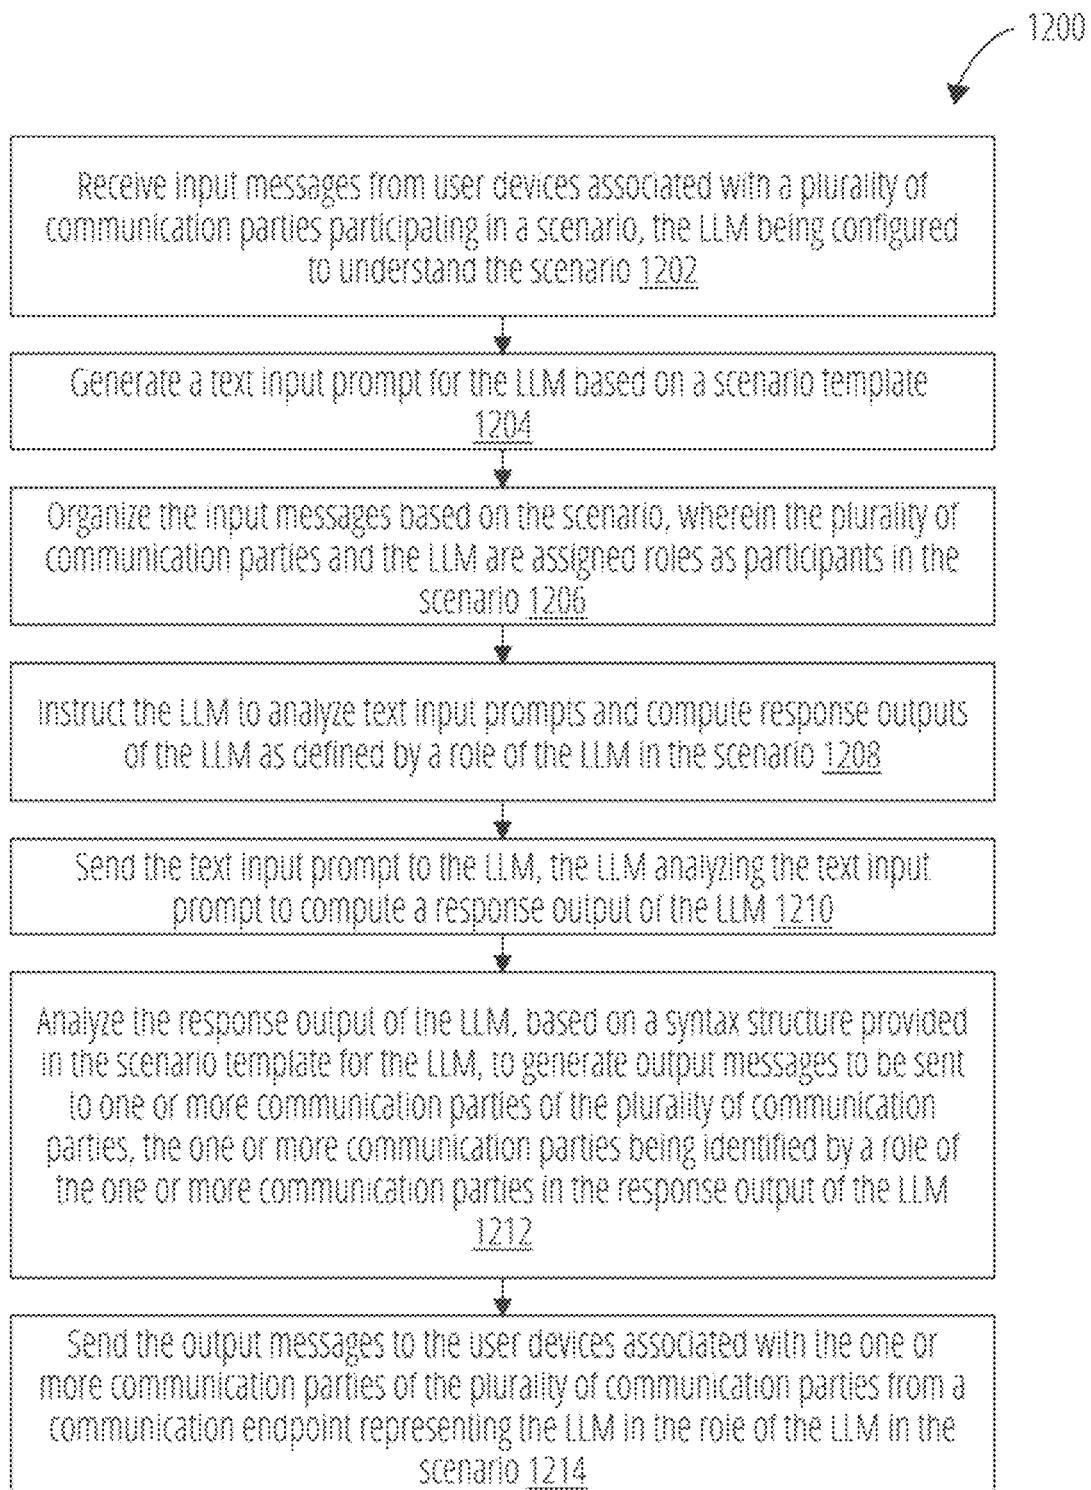 1200
Receive input messages from user devices associated with a plurality of
communication parties participating in a scenario, the LLM being configured
to understand the scenario 1202
Generate a text input prompt for the LLM based on a scenario template
1204
Organize the input messages based on the scenario, wherein the plurality of
communication parties and the LLM are assigned roles as participants in the
scenario 1206
Instruct the LLM to analyze text input prompts and compute response outputs
of the LLM as defined by a role of the LLM in the scenario 1208
Send the text input prompt to the LLM, the LLM analyzing the text input
prompt to compute a response output of the LLM 1210
Analyze the response output of the LLM, based on a syntax structure provided
in the scenario template for the LLM, to generate output messages to be sent
to one or more communication parties of the plurality of communication
parties, the one or more communication parties being identified by a role of
the one or more communication parties in the response output of the LLM
1212
Send the output messages to the user devices associated with the one or
more communication parties of the plurality of communication parties from a
communication endpoint representing the LLM in the role of the LLM in the
scenario 1214